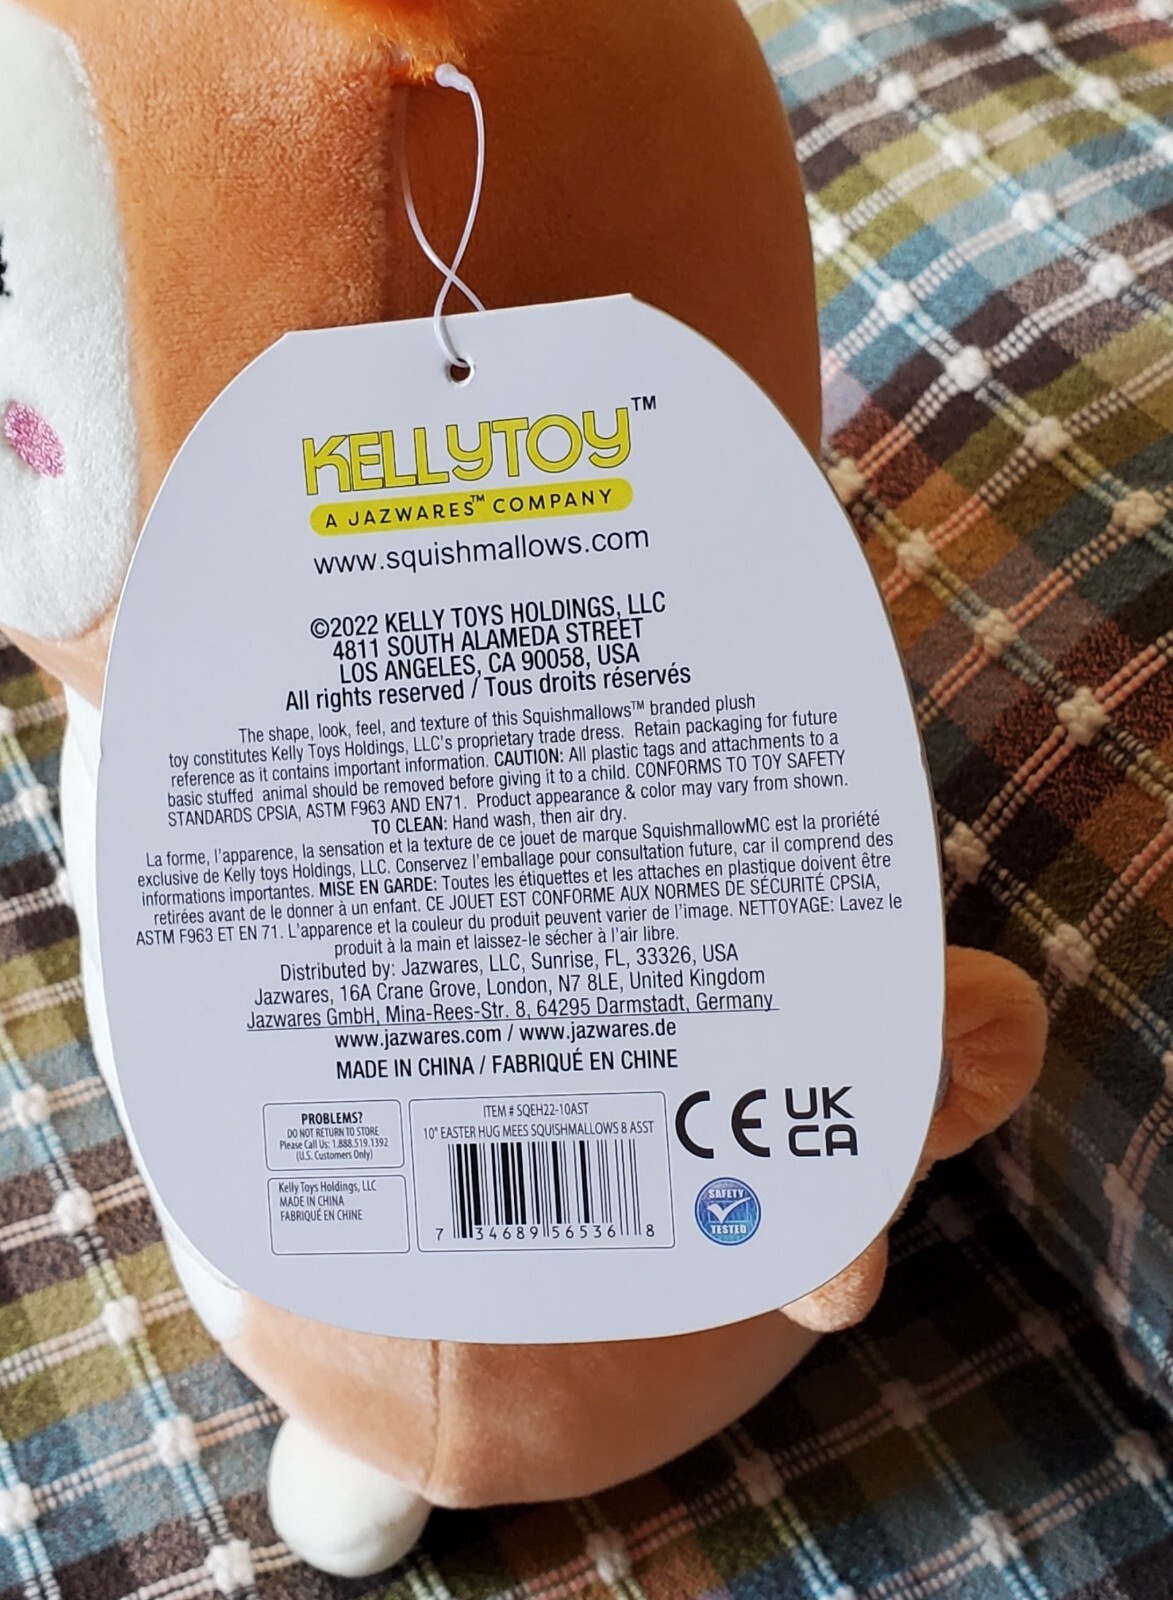 KELLYTOY™
A JAZWARES™ COMPANY
www.squishmallows.com
©2022 KELLY TOYS HOLDINGS, LLC
4811 SOUTH ALAMEDA STREET
LOS ANGELES, CA 90058, USA
All rights reserved / Tous droits réservés
The shape, look, feel, and texture of this Squishmallows™ branded plush
toy constitutes Kelly Toys Holdings, LLC's proprietary trade dress. Retain packaging for future
reference as it contains important information. CAUTION: All plastic tags and attachments to a
basic stuffed animal should be removed before giving it to a child. CONFORMS TO TOY SAFETY
STANDARDS CPSIA, ASTM F963 AND EN71. Product appearance & color may vary from shown.
TO CLEAN: Hand wash, then air dry.
La forme, l'apparence, la sensation et la texture de ce jouet de marque SquishmallowMC est la proriété
exclusive de Kelly toys Holdings, LLC. Conservez l'emballage pour consultation future, car il comprend des
informations importantes. MISE EN GARDE: Toutes les étiquettes et les attaches en plastique doivent être
retirées avant de le donner à un enfant. CE JOUET EST CONFORME AUX NORMES DE SÉCURITÉ CPSIA,
ASTM F963 ET EN 71. L'apparence et la couleur du produit peuvent varier de l'image. NETTOYAGE: Lavez le
produit à la main et laissez-le sécher à l'air libre.
Distributed by: Jazwares, LLC, Sunrise, FL, 33326, USA
Jazwares, 16A Crane Grove, London, N7 8LE, United Kingdom
Jazwares GmbH, Mina-Rees-Str. 8, 64295 Darmstadt, Germany
www.jazwares.com / www.jazwares.de
MADE IN CHINA / FABRIQUÉ EN CHINE
PROBLEMS?
DO NOT RETURN TO STORE
Please Call Us: 1.888.519.1392
(U.S. Customers Only)
Kelly Toys Holdings, LLC
MADE IN CHINA
FABRIQUÉ EN CHINE
ITEM # SQEH22-10AST
10" EASTER HUG MEES SQUISHMALLOWS 8 ASST
7 34689 56536 8
CE
UK
CA
SAFETY
TESTED